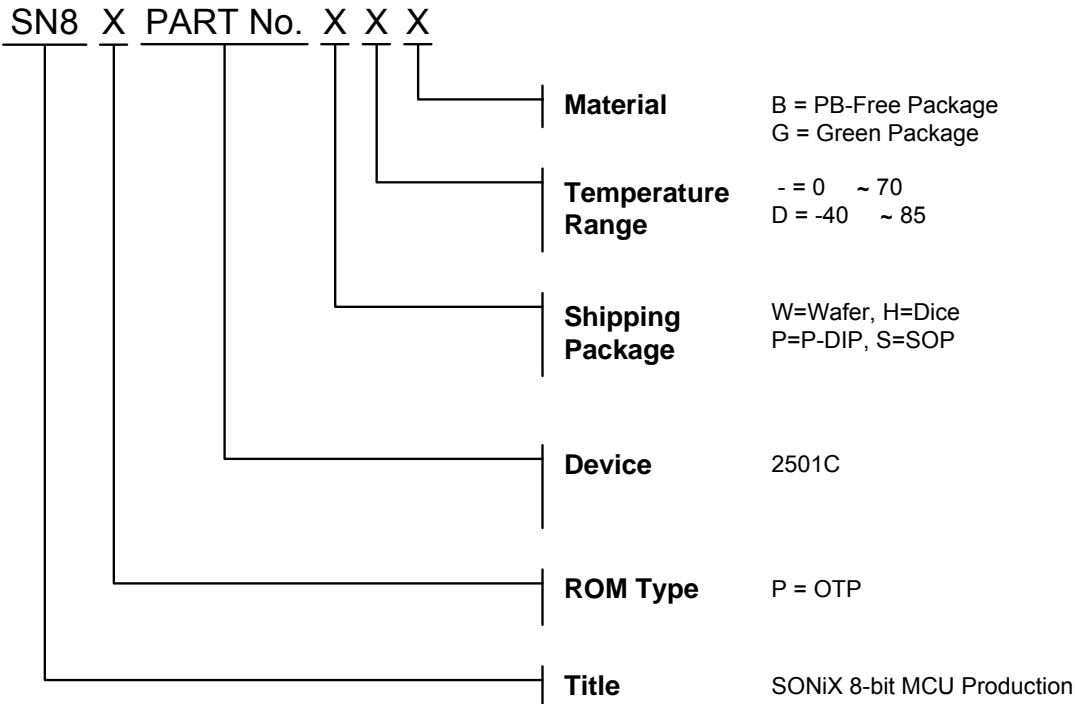 SN8 X PART No. X X X
Material B = PB-Free Package
G = Green Package
Temperature - = 0 ~ 70
Range D = -40 ~ 85
Shipping W=Wafer, H=Dice
Package P=P-DIP, S=SOP
Device 2501C
ROM Type P = OTP
Title SONiX 8-bit MCU Production